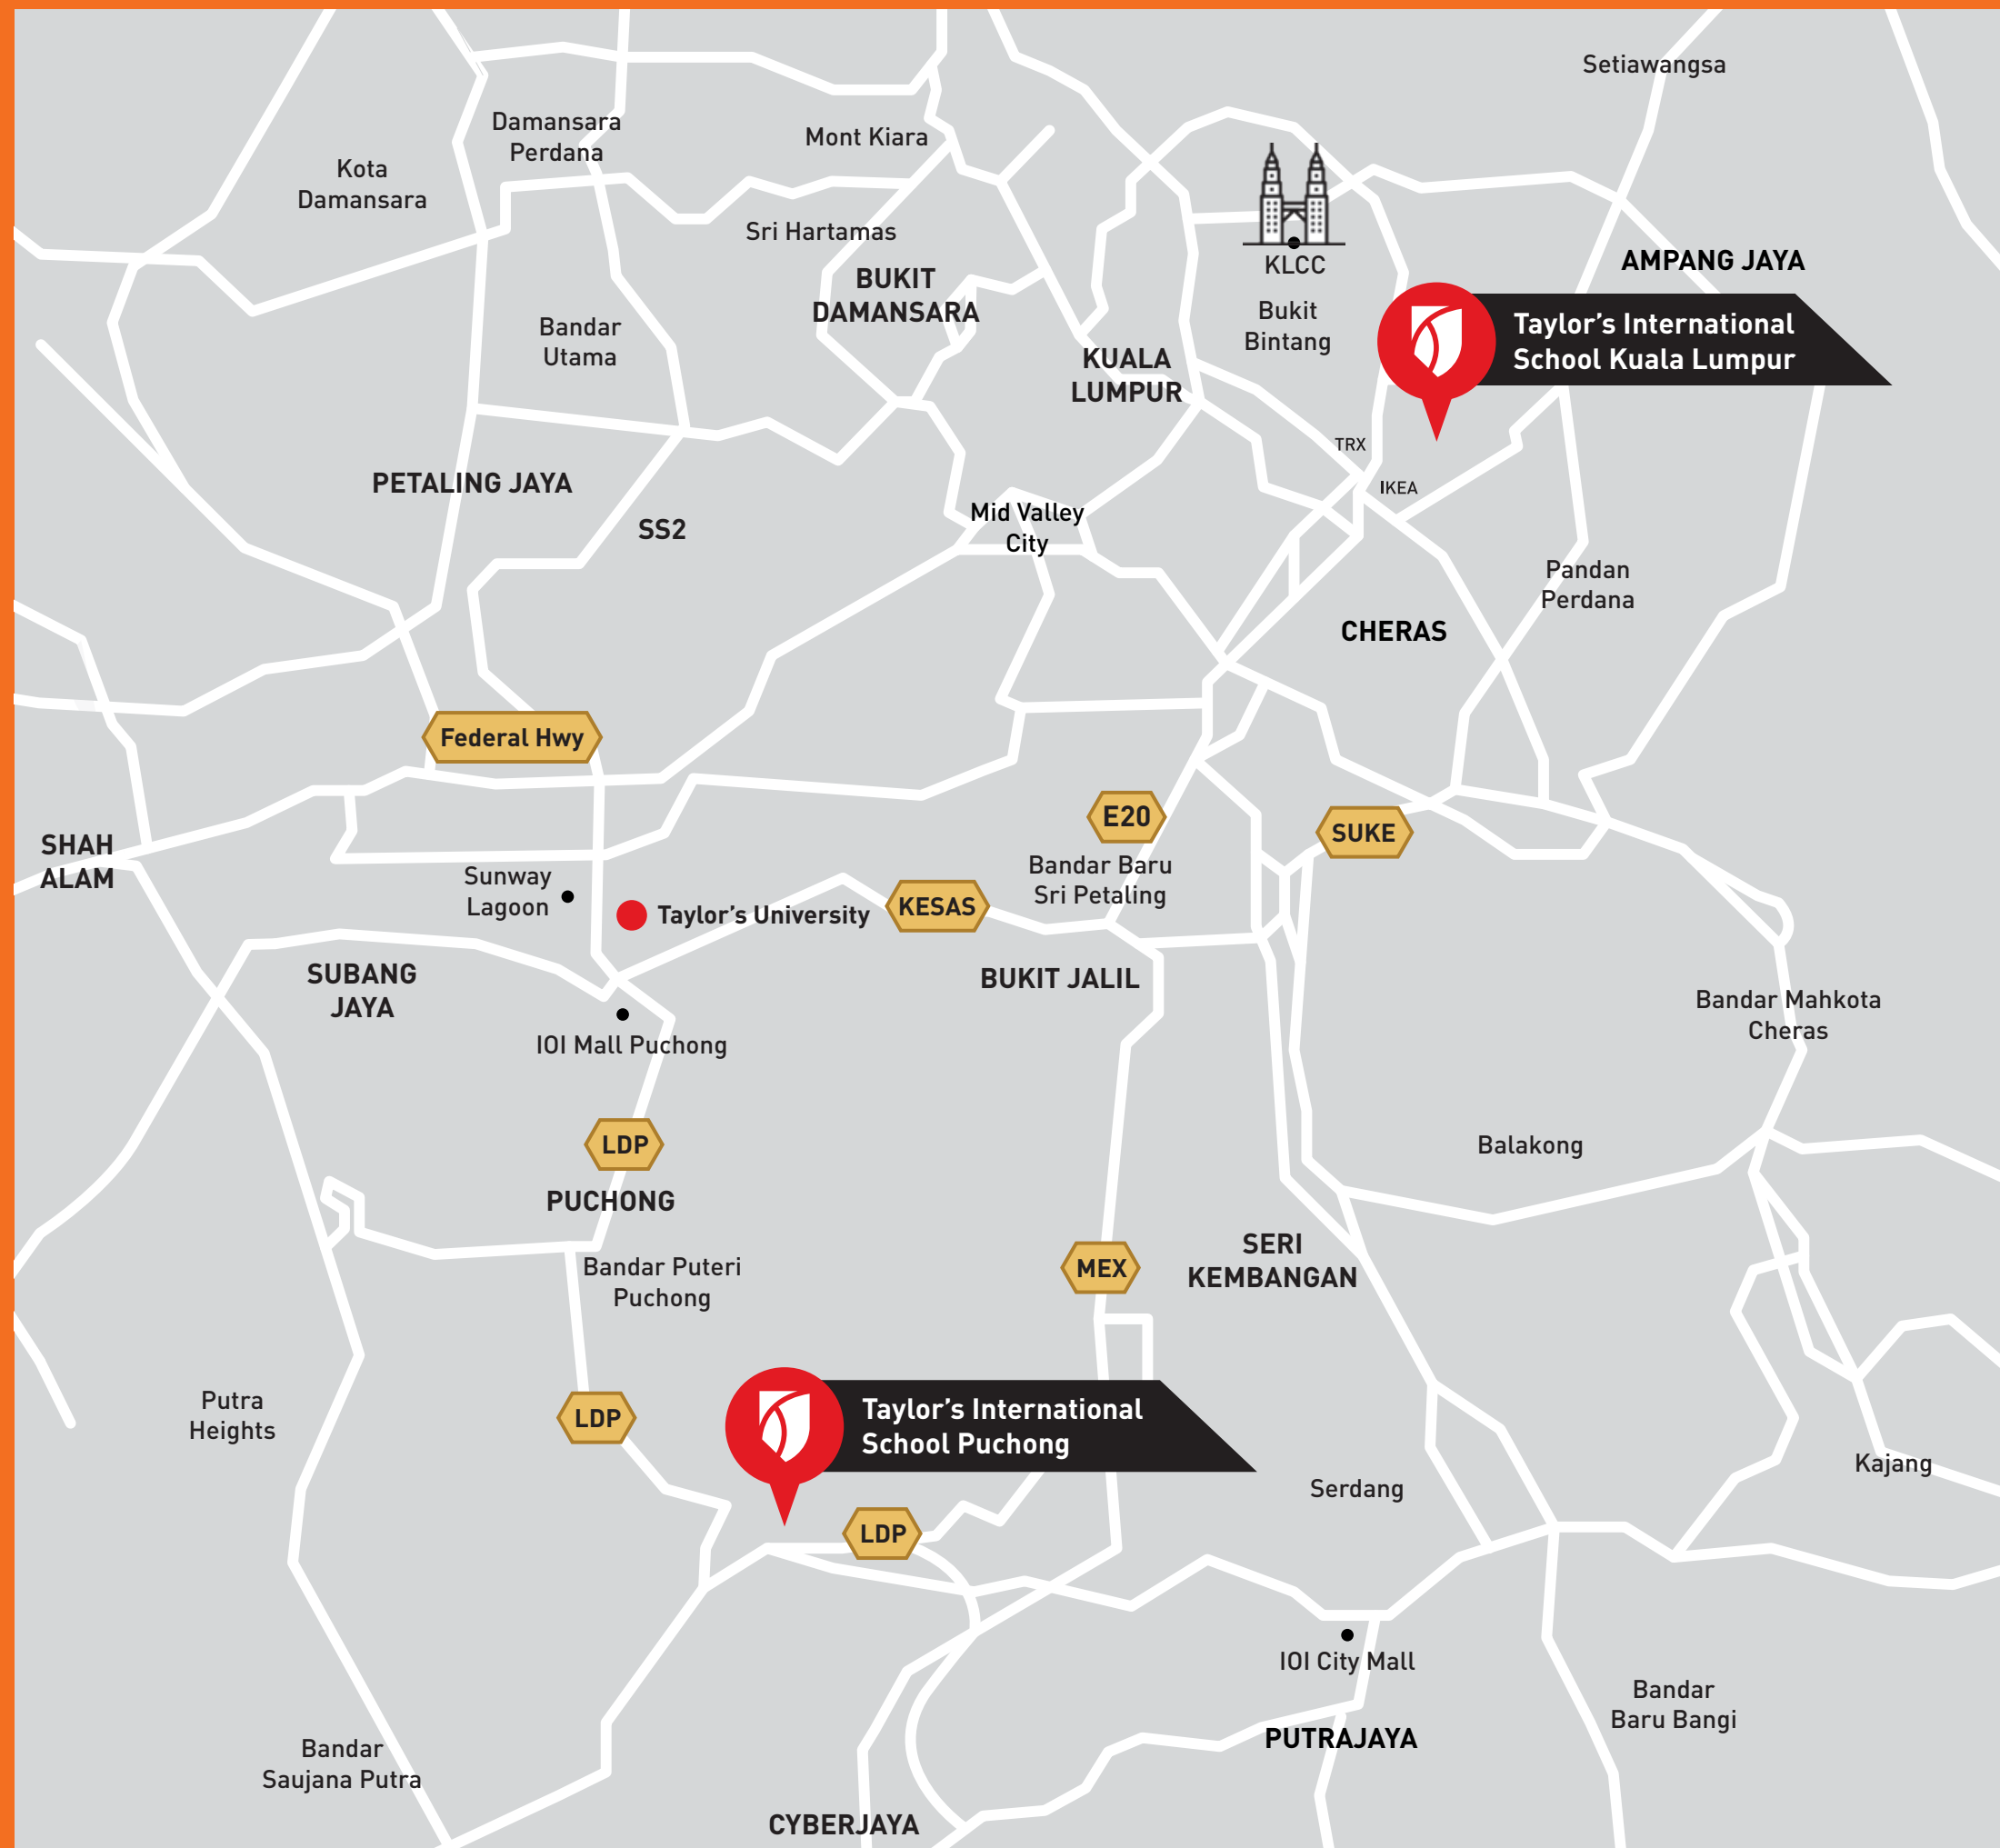 Setiawangsa
Damansara
Perdana
Mont Kiara
Kota
Damansara
Sri Hartamas
BUKIT
DAMANSARA
KLCC
AMPANG JAYA
Bukit
Bintang
Taylor’s International
School Kuala Lumpur
Bandar
Utama
KUALA
LUMPUR
TRX
IKEA
PETALING JAYA
SS2
Mid Valley
City
Pandan
Perdana
CHERAS
Federal Hwy
E20
SUKE
SHAH
ALAM
Bandar Baru
Sri Petaling
Sunway
Lagoon
Taylor’s University
KESAS
SUBANG
JAYA
BUKIT JALIL
Bandar Mahkota
Cheras
IOI Mall Puchong
LDP
Balakong
PUCHONG
Bandar Puteri
Puchong
MEX
SERI
KEMBANGAN
Putra
Heights
LDP
Taylor’s International
School Puchong
Kajang
Serdang
LDP
IOI City Mall
Bandar
Baru Bangi
PUTRAJAYA
Bandar
Saujana Putra
CYBERJAYA